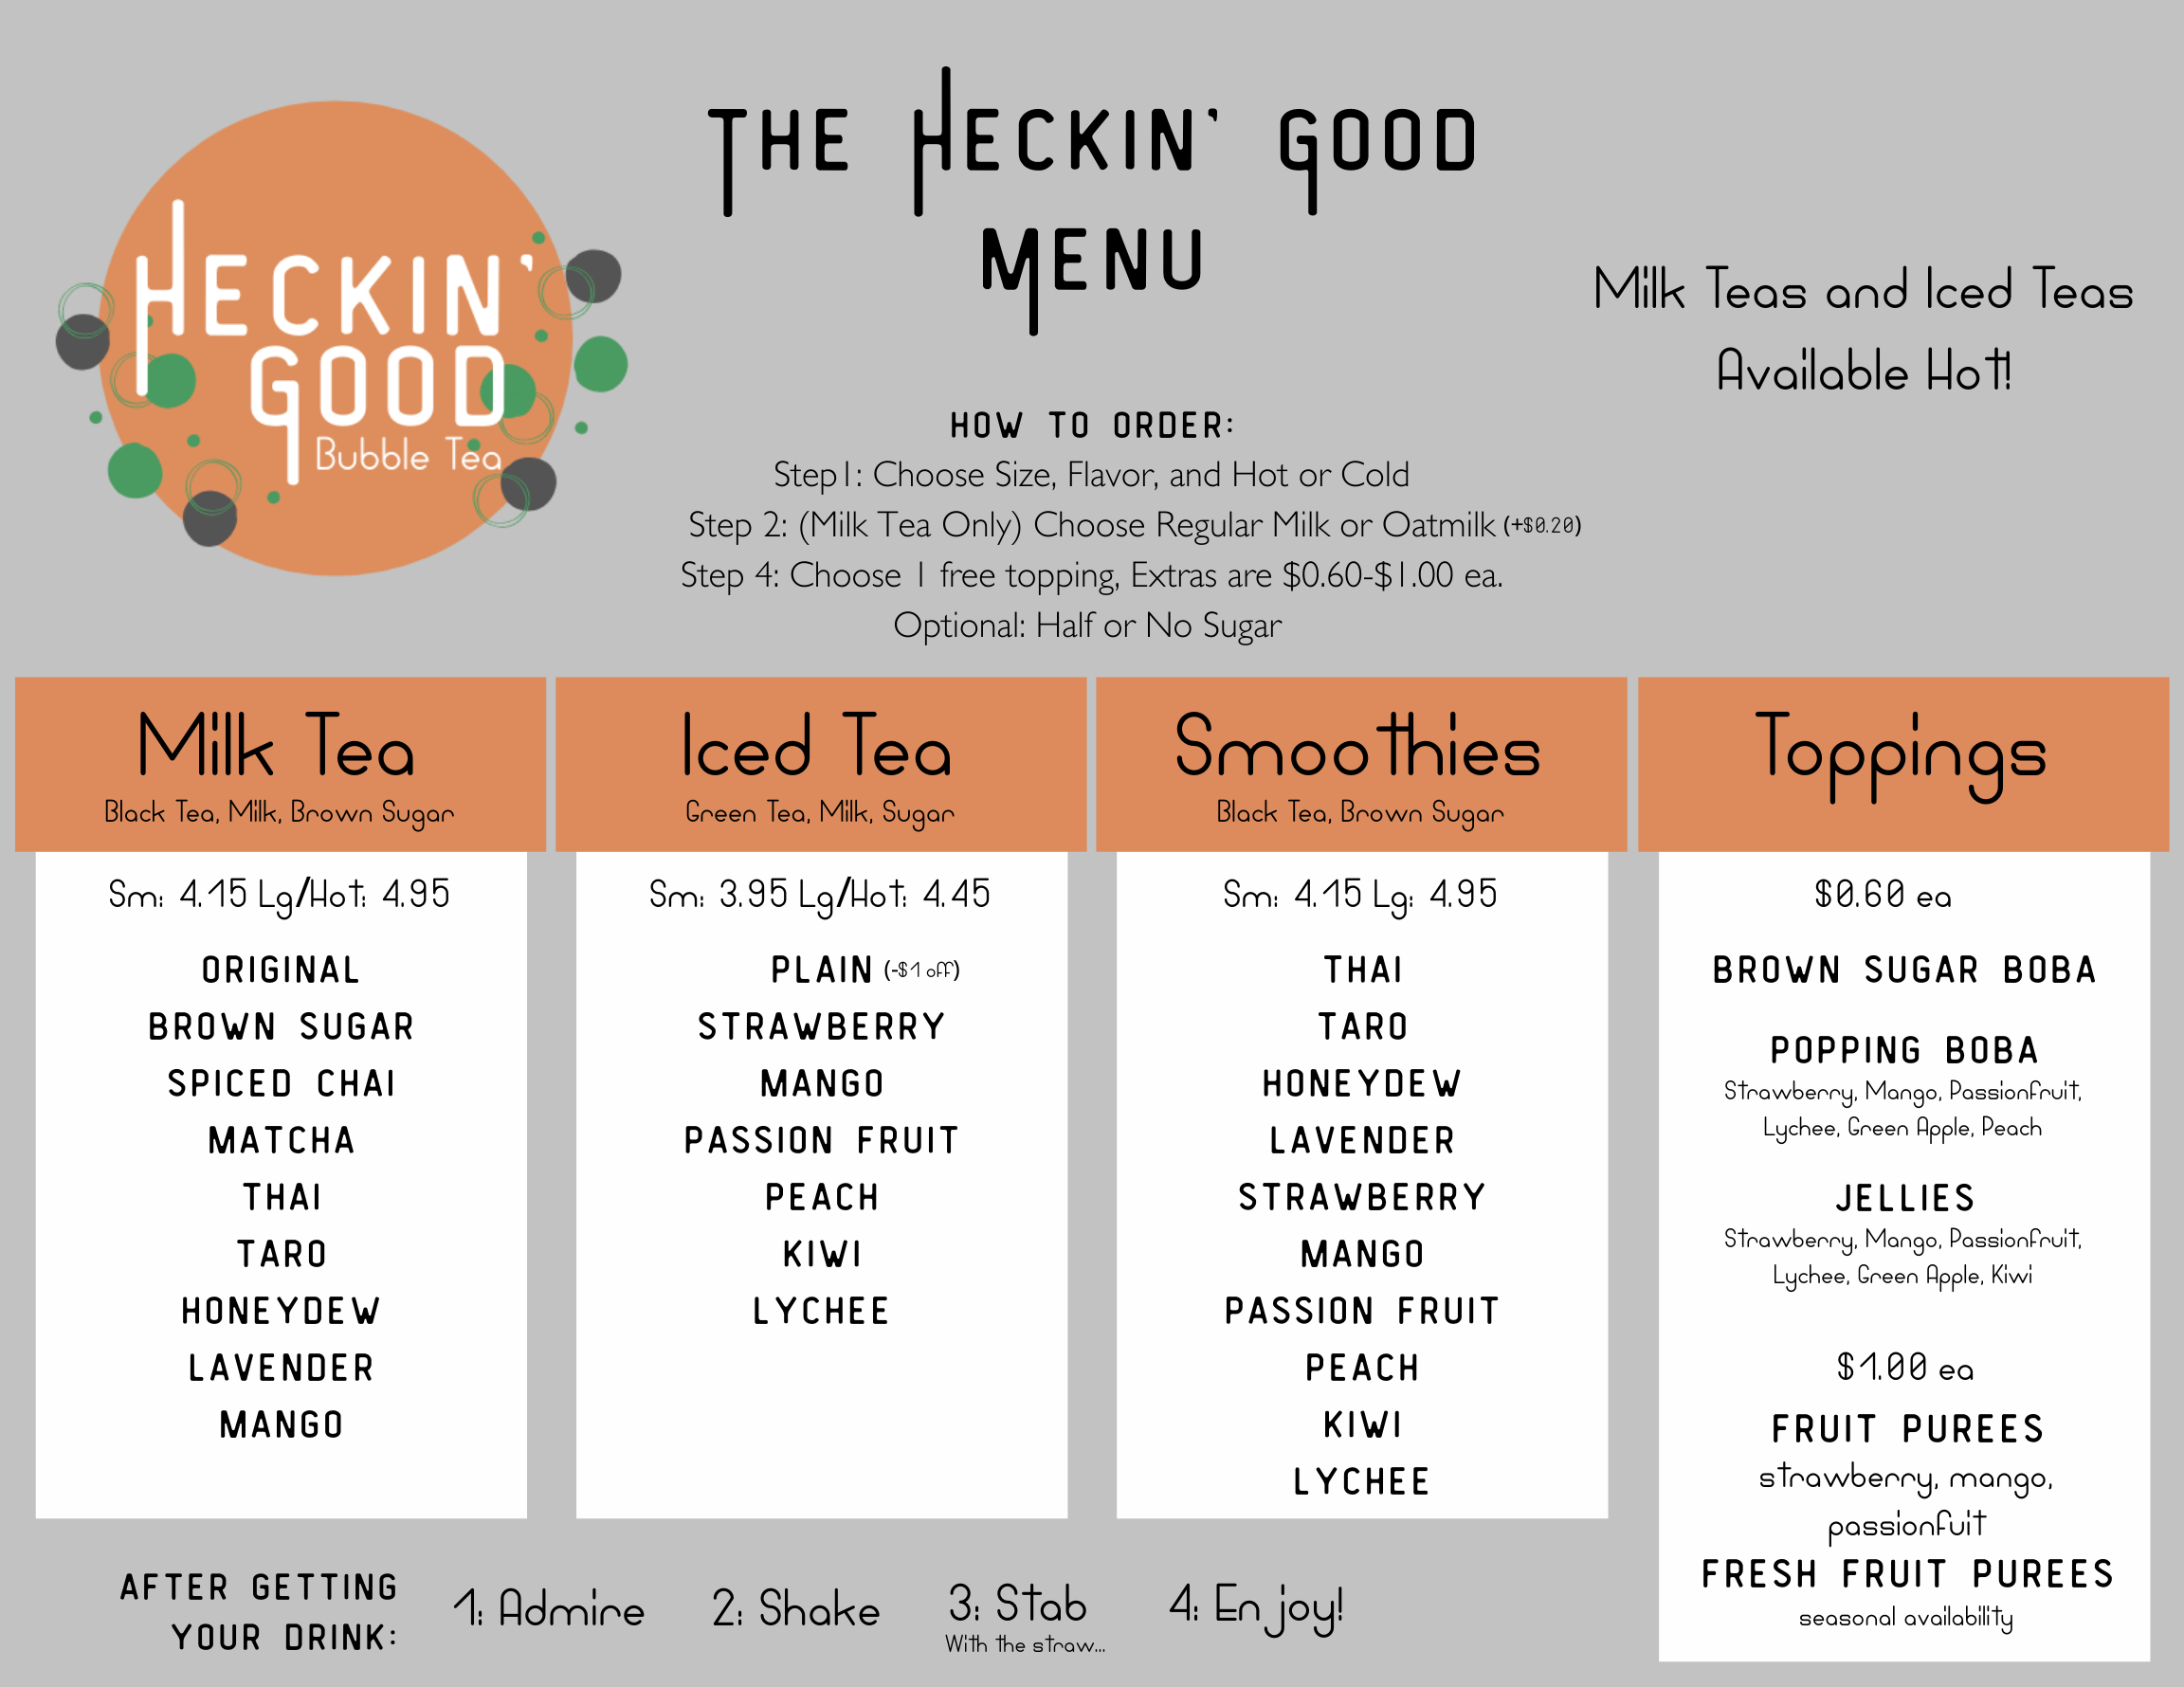 HECKIN'
GOOD
Bubble Tea
THE HECKIN' GOOD
MENU
Milk Teas and Iced Teas
Available Hot!
HOW TO ORDER:
Step1: Choose Size, Flavor, and Hot or Cold
Step 2: (Milk Tea Only) Choose Regular Milk or Oatmilk (+$0.20)
Step 4: Choose 1 free topping, Extras are $0.60-$1.00 ea.
Optional: Half or No Sugar
Milk Tea
Black Tea, Milk, Brown Sugar
Sm: 4.15 Lg/Hot: 4.95
ORIGINAL
BROWN SUGAR
SPICED CHAI
MATCHA
THAI
TARO
HONEYDEW
LAVENDER
MANGO
Iced Tea
Green Tea, Milk, Sugar
Sm: 3.95 Lg/Hot: 4.45
PLAIN (-$1 off)
STRAWBERRY
MANGO
PASSION FRUIT
PEACH
KIWI
LYCHEE
Smoothies
Black Tea, Brown Sugar
Sm: 4.15 Lg: 4.95
THAI
TARO
HONEYDEW
LAVENDER
STRAWBERRY
MANGO
PASSION FRUIT
PEACH
KIWI
LYCHEE
Toppings
$0.60 ea
BROWN SUGAR BOBA
POPPING BOBA
Strawberry, Mango, Passionfruit,
Lychee, Green Apple, Peach
JELLIES
Strawberry, Mango, Passionfruit,
Lychee, Green Apple, Kiwi
$1.00 ea
FRUIT PUREES
strawberry, mango,
passionfuit
FRESH FRUIT PUREES
seasonal availability
AFTER GETTING
YOUR DRINK:
1: Admire
2: Shake
3: Stab
With the straw...
4: Enjoy!